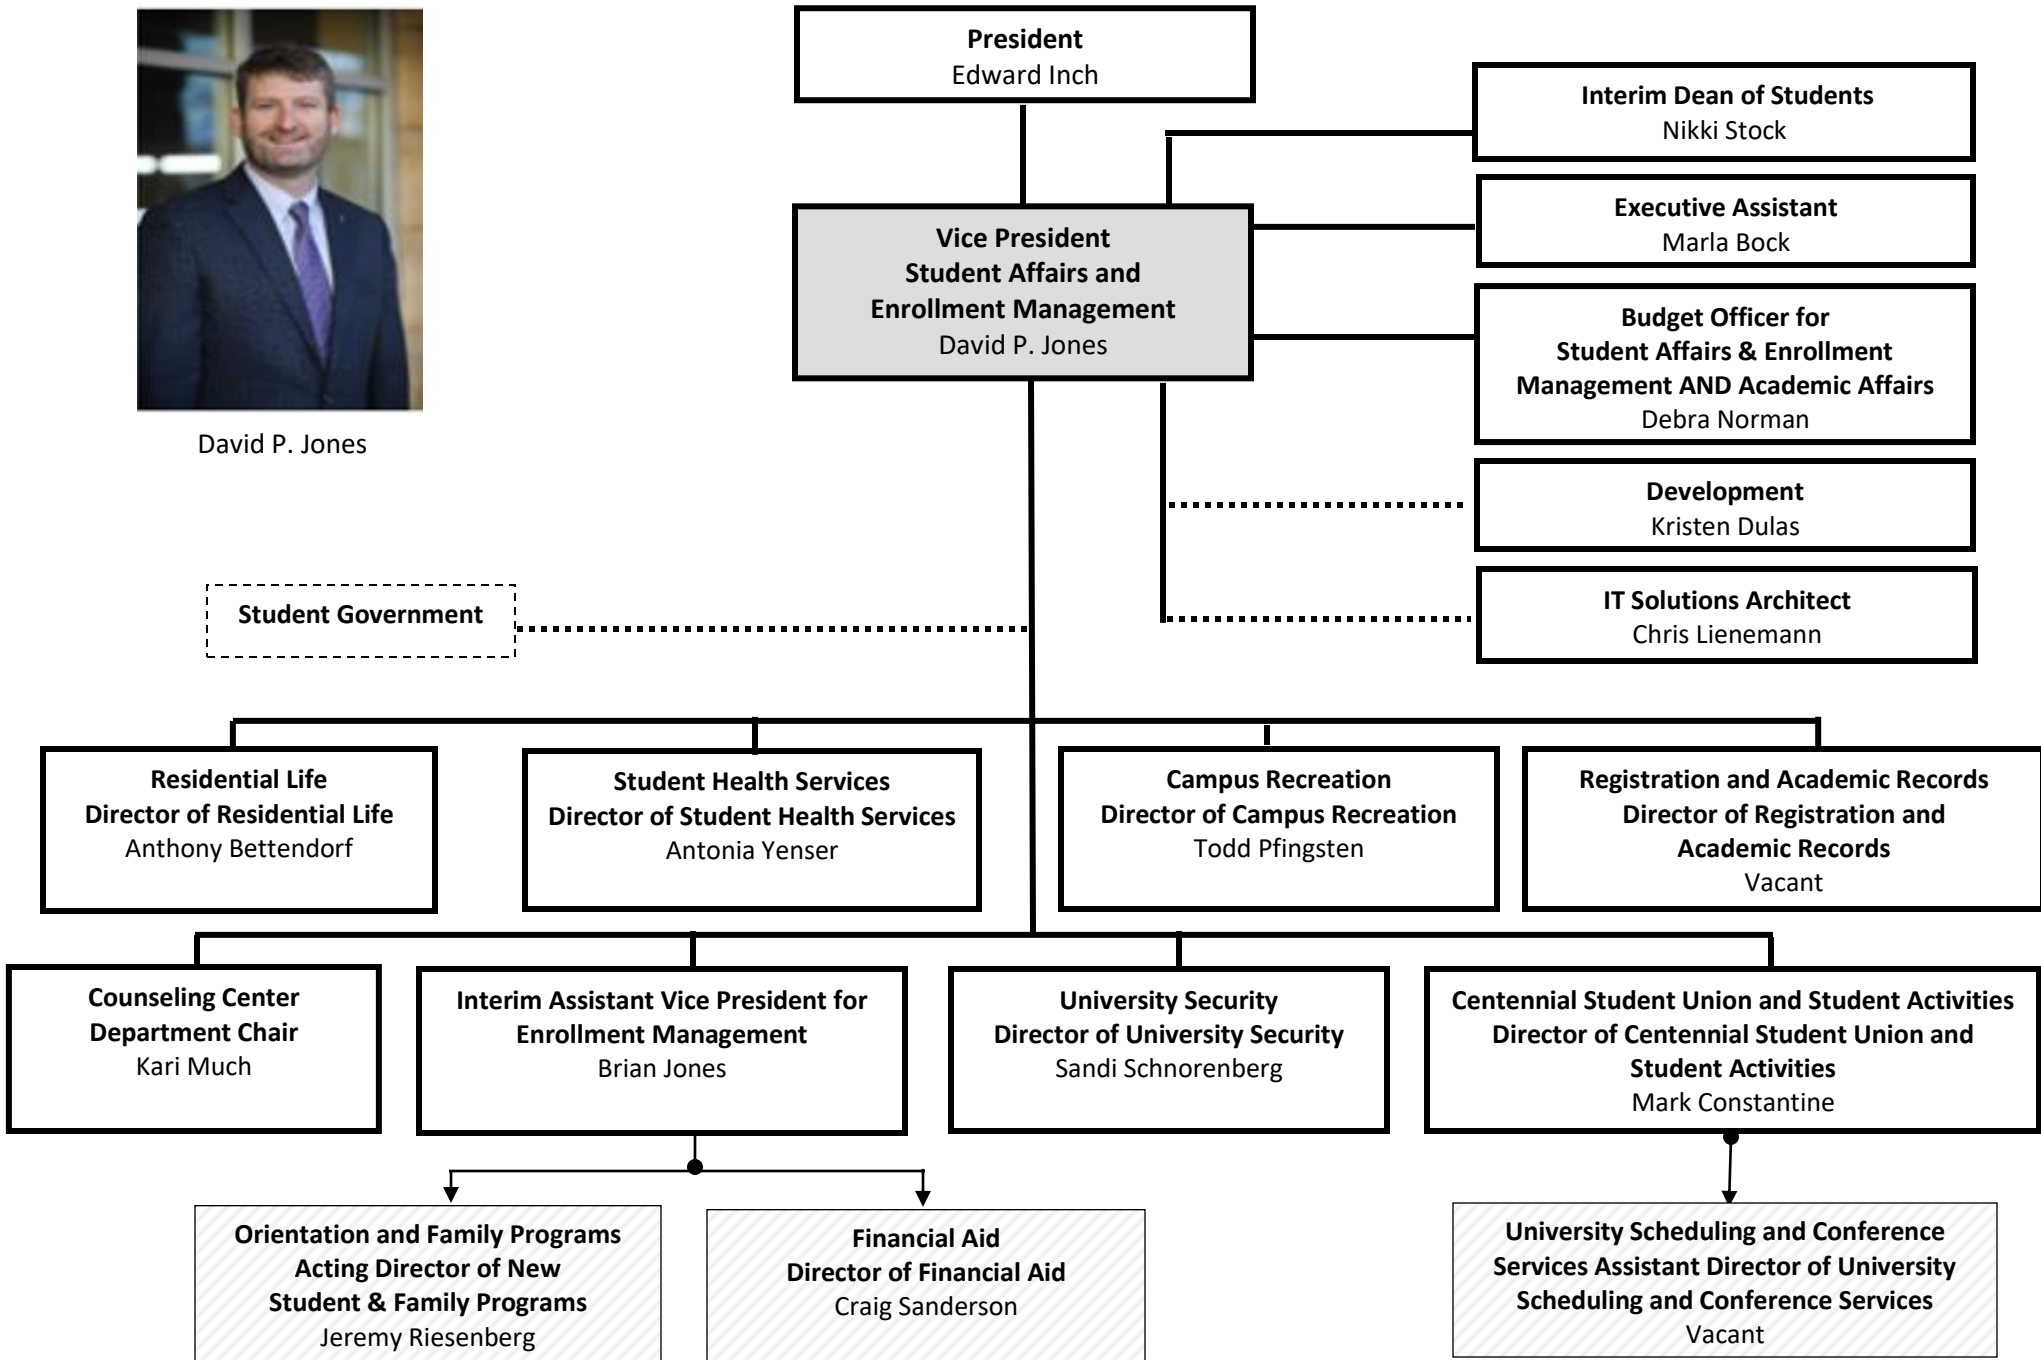 President
Edward Inch
Interim Dean of Students
Nikki Stock
Executive Assistant
Marla Bock
Vice President
Student Affairs and
Enrollment Management
David P. Jones
Budget Officer for
Student Affairs & Enrollment
Management AND Academic Affairs
Debra Norman
David P. Jones
Development
Kristen Dulas
IT Solutions Architect
Chris Lienemann
Student Government
Residential Life
Director of Residential Life
Anthony Bettendorf
Student Health Services
Director of Student Health Services
Antonia Yenser
Campus Recreation
Director of Campus Recreation
Todd Pfingsten
Registration and Academic Records
Director of Registration and
Academic Records
Vacant
Counseling Center
Department Chair
Kari Much
Interim Assistant Vice President for
Enrollment Management
Brian Jones
University Security
Director of University Security
Sandi Schnorenberg
Centennial Student Union and Student Activities
Director of Centennial Student Union and
Student Activities
Mark Constantine
Orientation and Family Programs
Acting Director of New
Student & Family Programs
Jeremy Riesenberg
Financial Aid
Director of Financial Aid
Craig Sanderson
University Scheduling and Conference
Services Assistant Director of University
Scheduling and Conference Services
Vacant